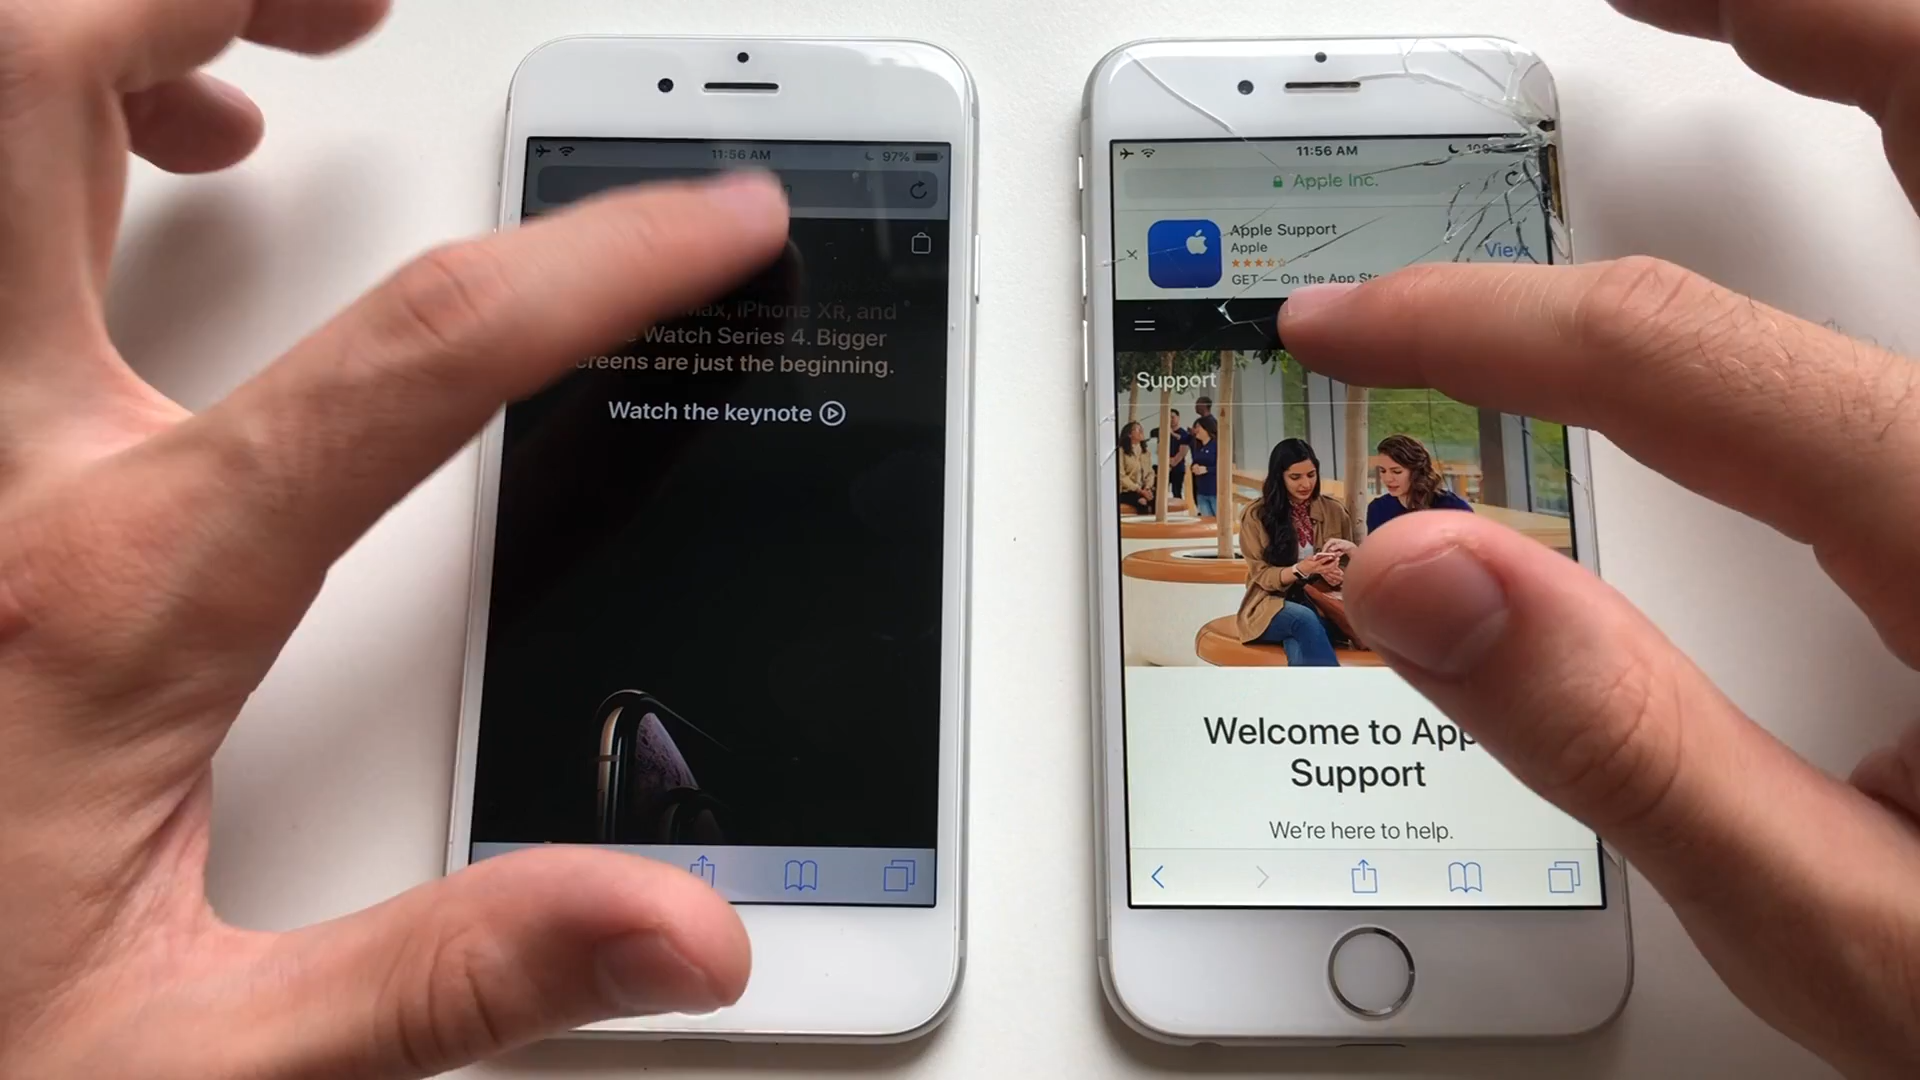 11:56 AM
97%
Max, iPhone XR, and
Watch Series 4. Bigger
screens are just the beginning.
Watch the keynote
11:56 AM
Apple Inc.
Apple Support
Apple
GET — On the App
View
Support
Welcome to
Support
We're here to help.